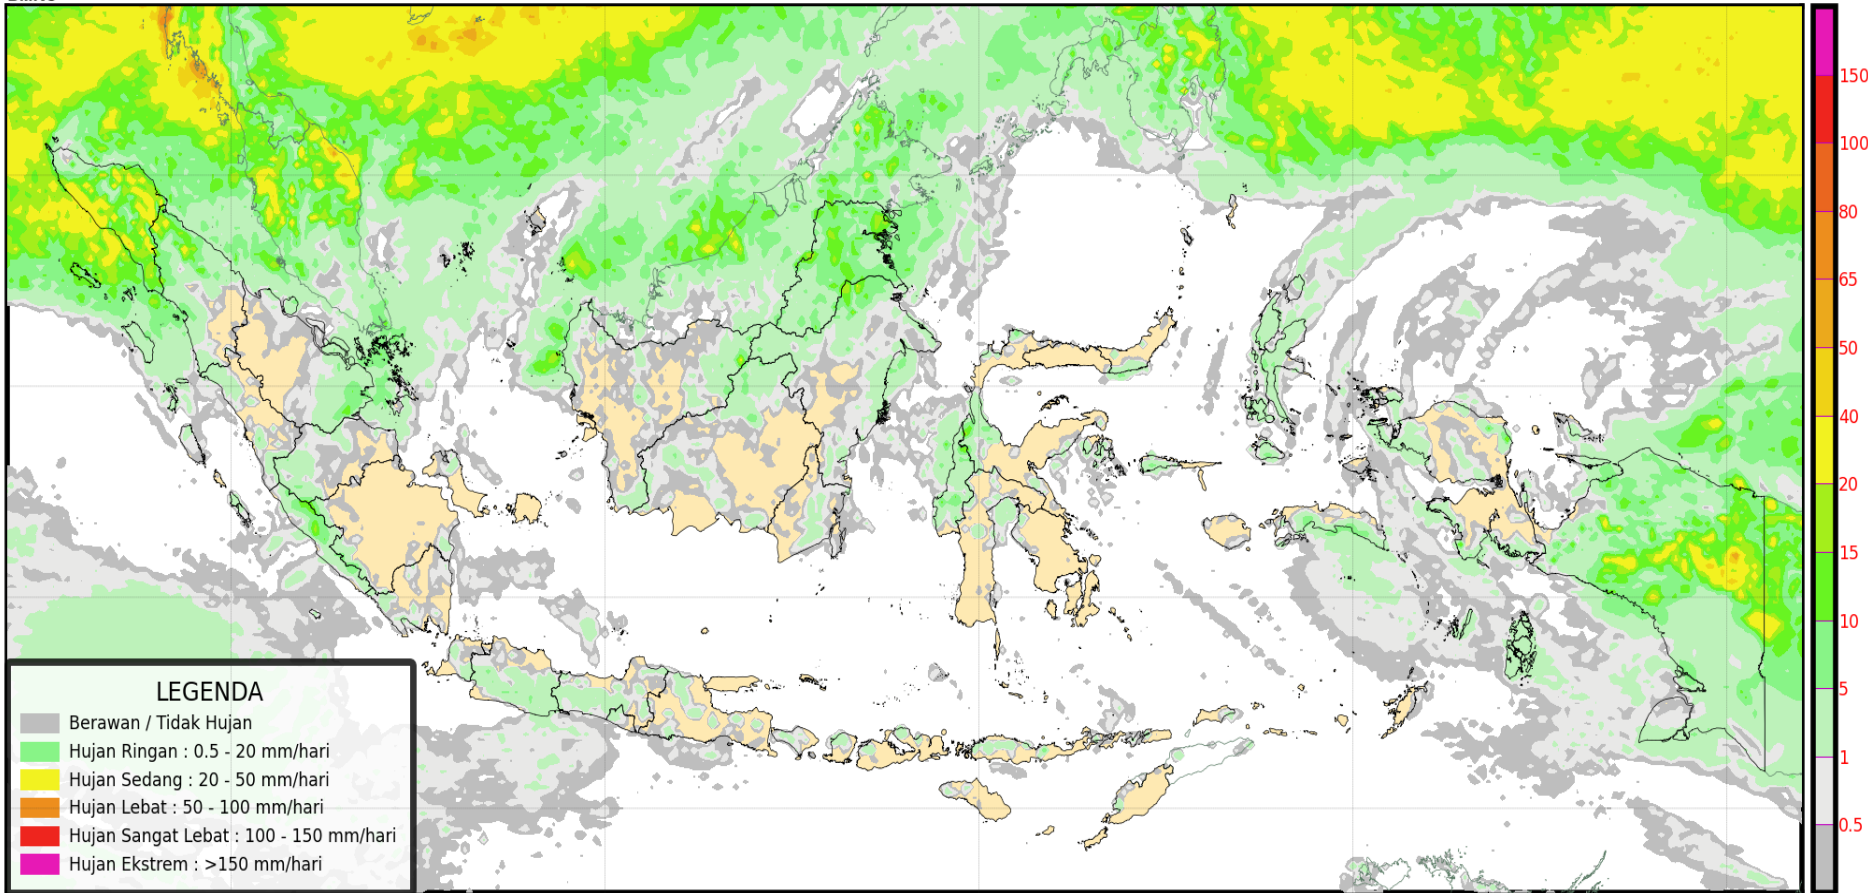 LEGENDA
Berawan / Tidak Hujan
Hujan Ringan : 0.5 - 20 mm/hari
Hujan Sedang : 20 - 50 mm/hari
Hujan Lebat : 50 - 100 mm/hari
Hujan Sangat Lebat : 100 - 150 mm/hari
Hujan Ekstrem : >150 mm/hari
150
100
80
65
50
40
20
15
10
5
1
0.5